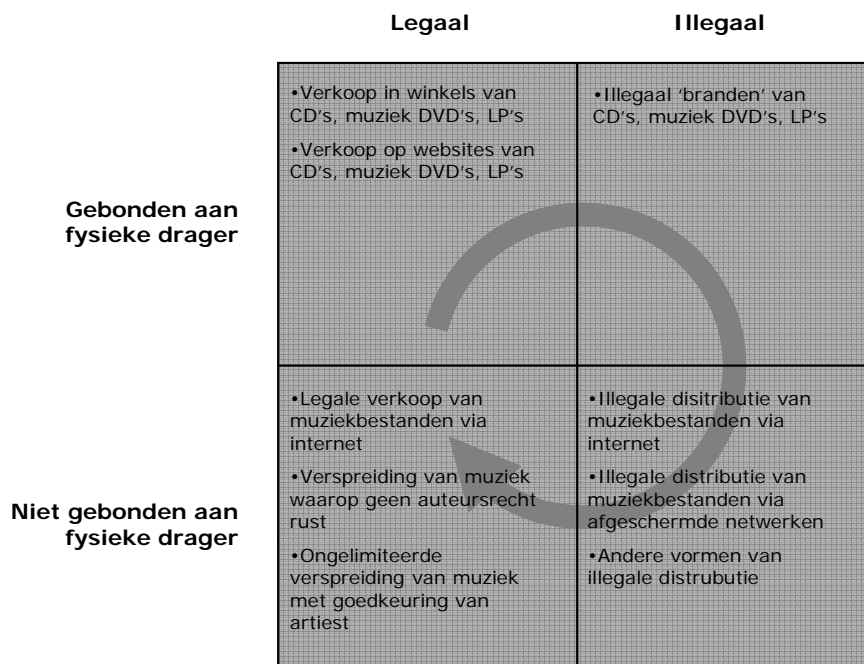 Legaal
Illegaal
Gebonden aan
fysieke drager
•Verkoop in winkels van
CD's, muziek DVD's, LP's
•Verkoop op websites van
CD's, muziek DVD's, LP's
•Illegaal ‘branden’ van
CD's, muziek DVD's, LP's
Niet gebonden aan
fysieke drager
•Legale verkoop van
muziekbestanden via
internet
•Verspreiding van muziek
waarop geen auteursrecht
rust
•Ongelimiteerde
verspreiding van muziek
met goedkeuring van
artiest
•Illegale disitributie van
muziekbestanden via
internet
•Illegale distributie van
muziekbestanden via
afgeschermde netwerken
•Andere vormen van
illegale distrubutie